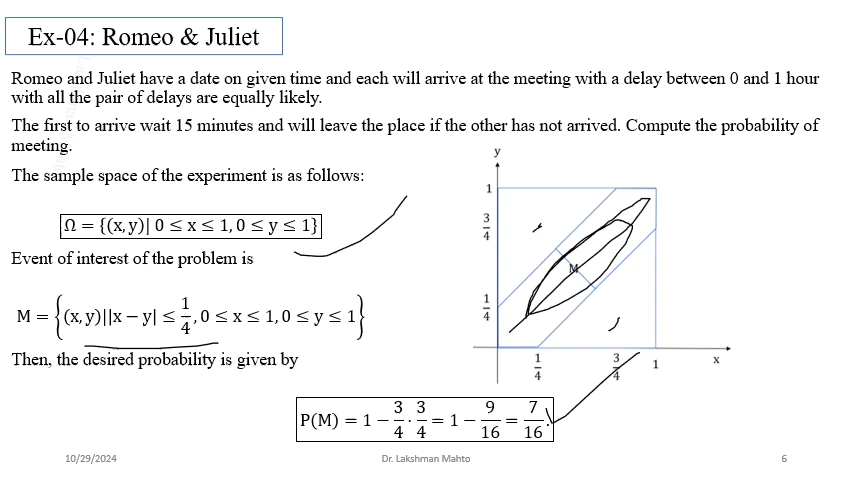 Ex-04: Romeo & Juliet
Romeo and Juliet have a date on given time and each will arrive at the meeting with a delay between 0 and 1 hour
with all the pair of delays are equally likely.
The first to arrive wait 15 minutes and will leave the place if the other has not arrived. Compute the probability of
meeting.
The sample space of the experiment is as follows:
Ω = {(x,y)| 0 ≤ x ≤ 1,0 ≤ y ≤ 1}
Event of interest of the problem is
M = {(x,y)||x − y| ≤ 1/4, 0 ≤ x ≤ 1,0 ≤ y ≤ 1}
Then, the desired probability is given by
P(M) = 1 − 3/4 · 3/4 = 1 − 9/16 = 7/16.
y
1
3/4
M
1/4
1/4 3/4 1 x
10/29/2024 Dr. Lakshman Mahto 6